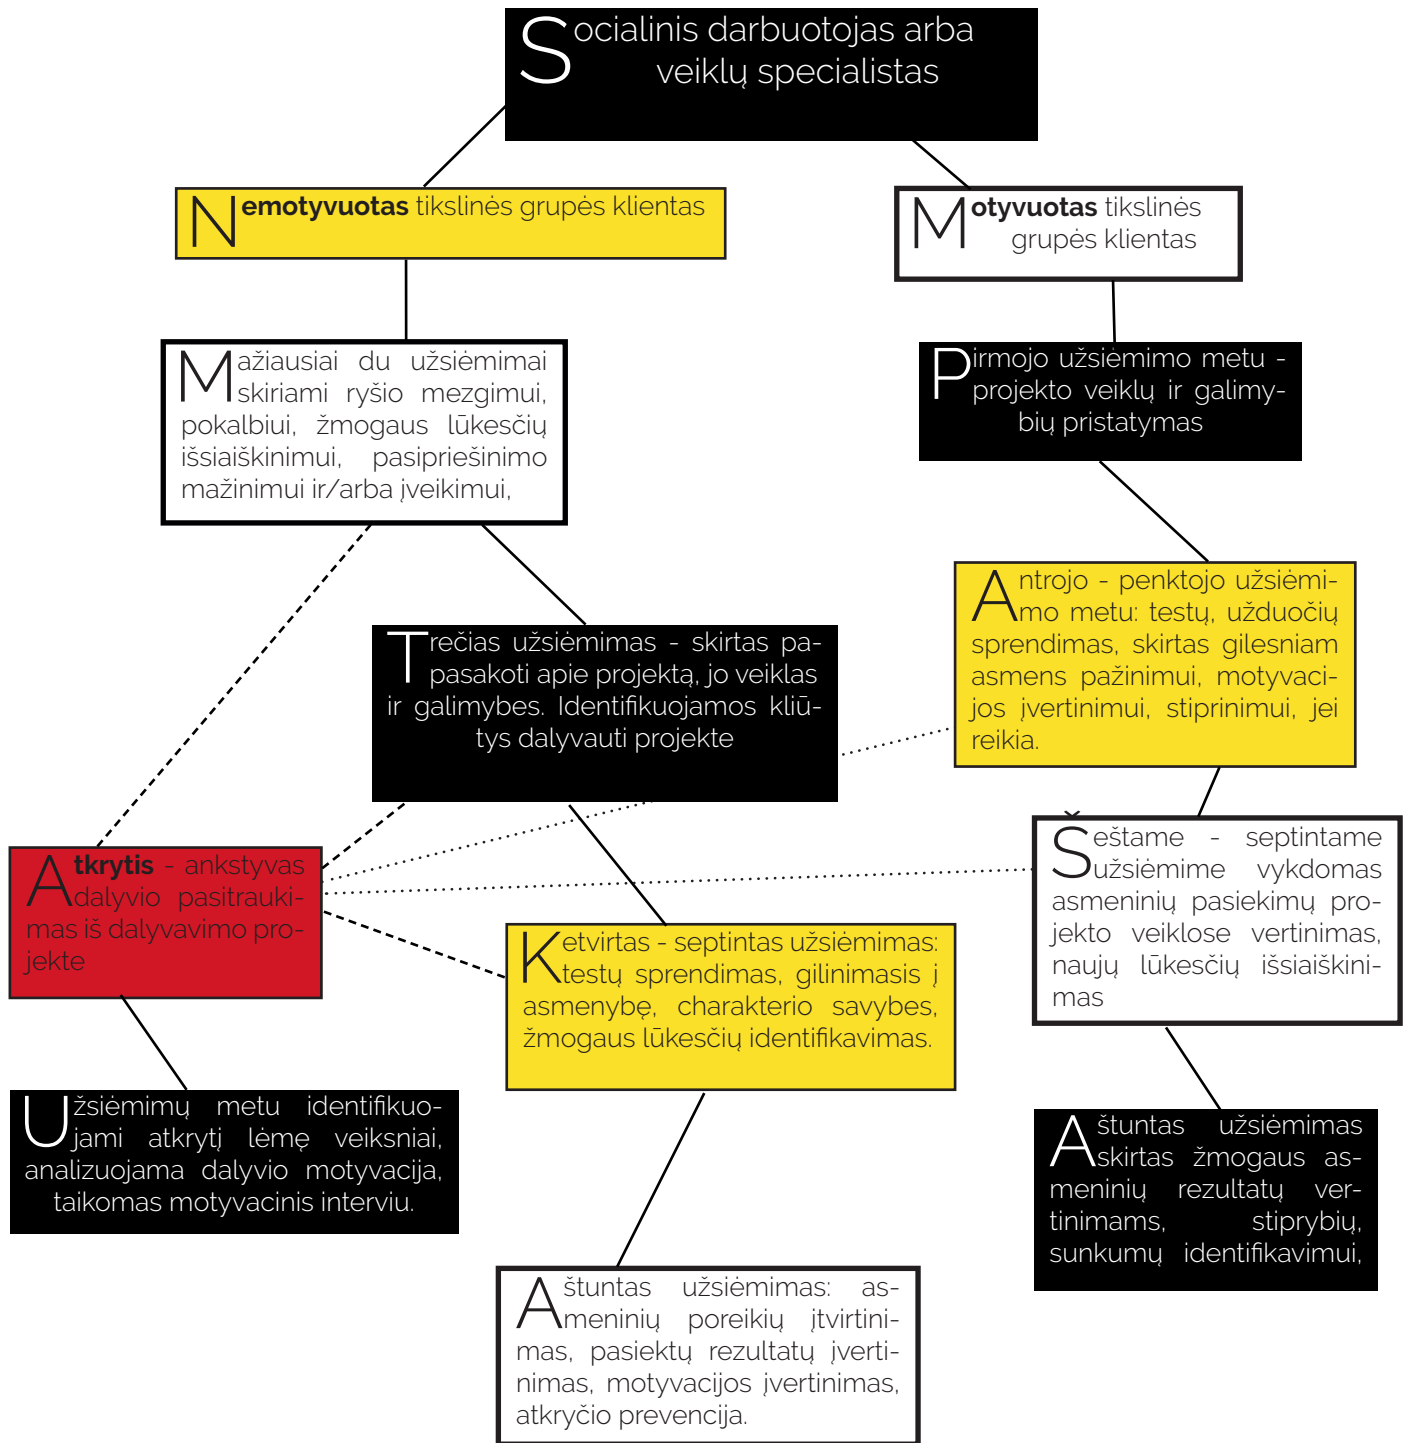 Socialinis darbuotojas arba
veiklų specialistas
Nemotyvuotas tikslinės grupės klientas
Motyvuotas tikslinės
grupės klientas
Mažiausiai du užsiėmimai
skiriami ryšio mezgimui,
pokalbiui, žmogaus lūkesčių
išsiaiškinimui, pasipriešinimo
mažinimui ir/arba įveikimui,
Pirmojo užsiėmimo metu -
projekto veiklų ir galimy-
bių pristatymas
Antrojo - penktojo užsiėmi-
mo metu: testų, užduočių
sprendimas, skirtas gilesniam
asmens pažinimui, motyvaci-
jos įvertinimui, stiprinimui, jei
reikia.
Trečias užsiėmimas - skirtas pa-
pasakoti apie projektą, jo veiklas
ir galimybes. Identifikuojamos kliū-
tys dalyvauti projekte
Šeštame - septintame
užsiėmime vykdomas
asmeninių pasiekimų pro-
jekto veiklose vertinimas,
naujų lūkesčių išsiaiškini-
mas
Atkrytis - ankstyvas
dalyvio pasitrauki-
mas iš dalyvavimo pro-
jekte
Ketvirtas - septintas užsiėmimas:
testų sprendimas, gilinimasis į
asmenybę, charakterio savybes,
žmogaus lūkesčių identifikavimas.
Užsiėmimų metu identifikuo-
jami atkrytį lėmę veiksniai,
analizuojama dalyvio motyvacija,
taikomas motyvacinis interviu.
Aštuntas užsiėmimas
skirtas žmogaus as-
meninių rezultatų ver-
tinimams, stiprybių,
sunkumų identifikavimui,
Aštuntas užsiėmimas: as-
meninių poreikių įtvirtini-
mas, pasiektų rezultatų įverti-
nimas, motyvacijos įvertinimas,
atkryčio prevencija.